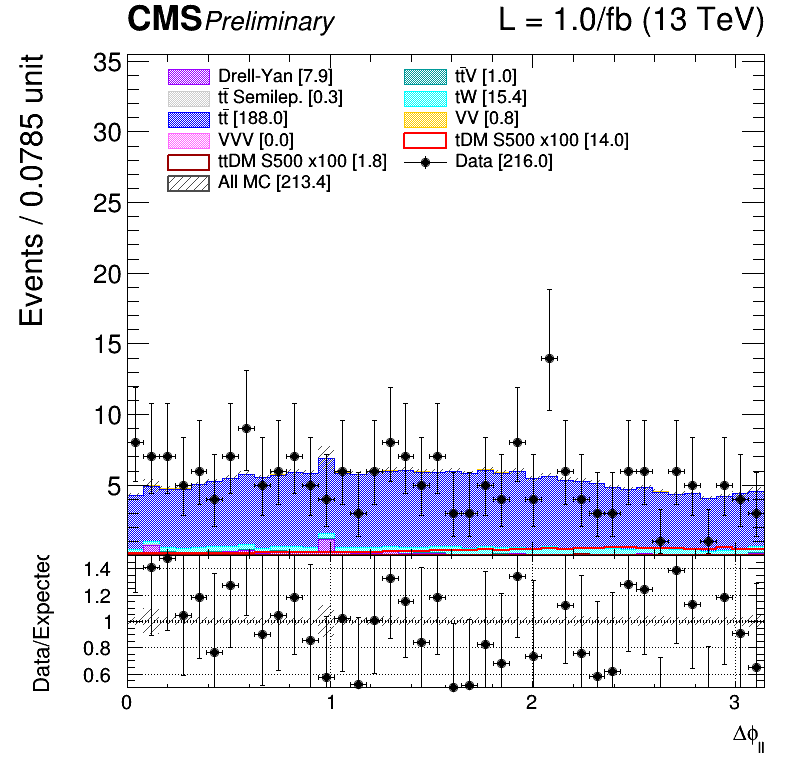 CMS Preliminary L = 1.0/fb (13 TeV)
Events / 0.0785 unit
35
30
25
20
15
10
5
Drell-Yan [7.9]
tt̄V [1.0]
tt̄ Semilep. [0.3]
tW [15.4]
tt̄ [188.0]
VV [0.8]
VVV [0.0]
tDM S500 x100 [14.0]
ttDM S500 x100 [1.8]
Data [216.0]
All MC [213.4]
Data/Expected
1.4
1.2
1
0.8
0.6
0 1 2 3
Δϕll